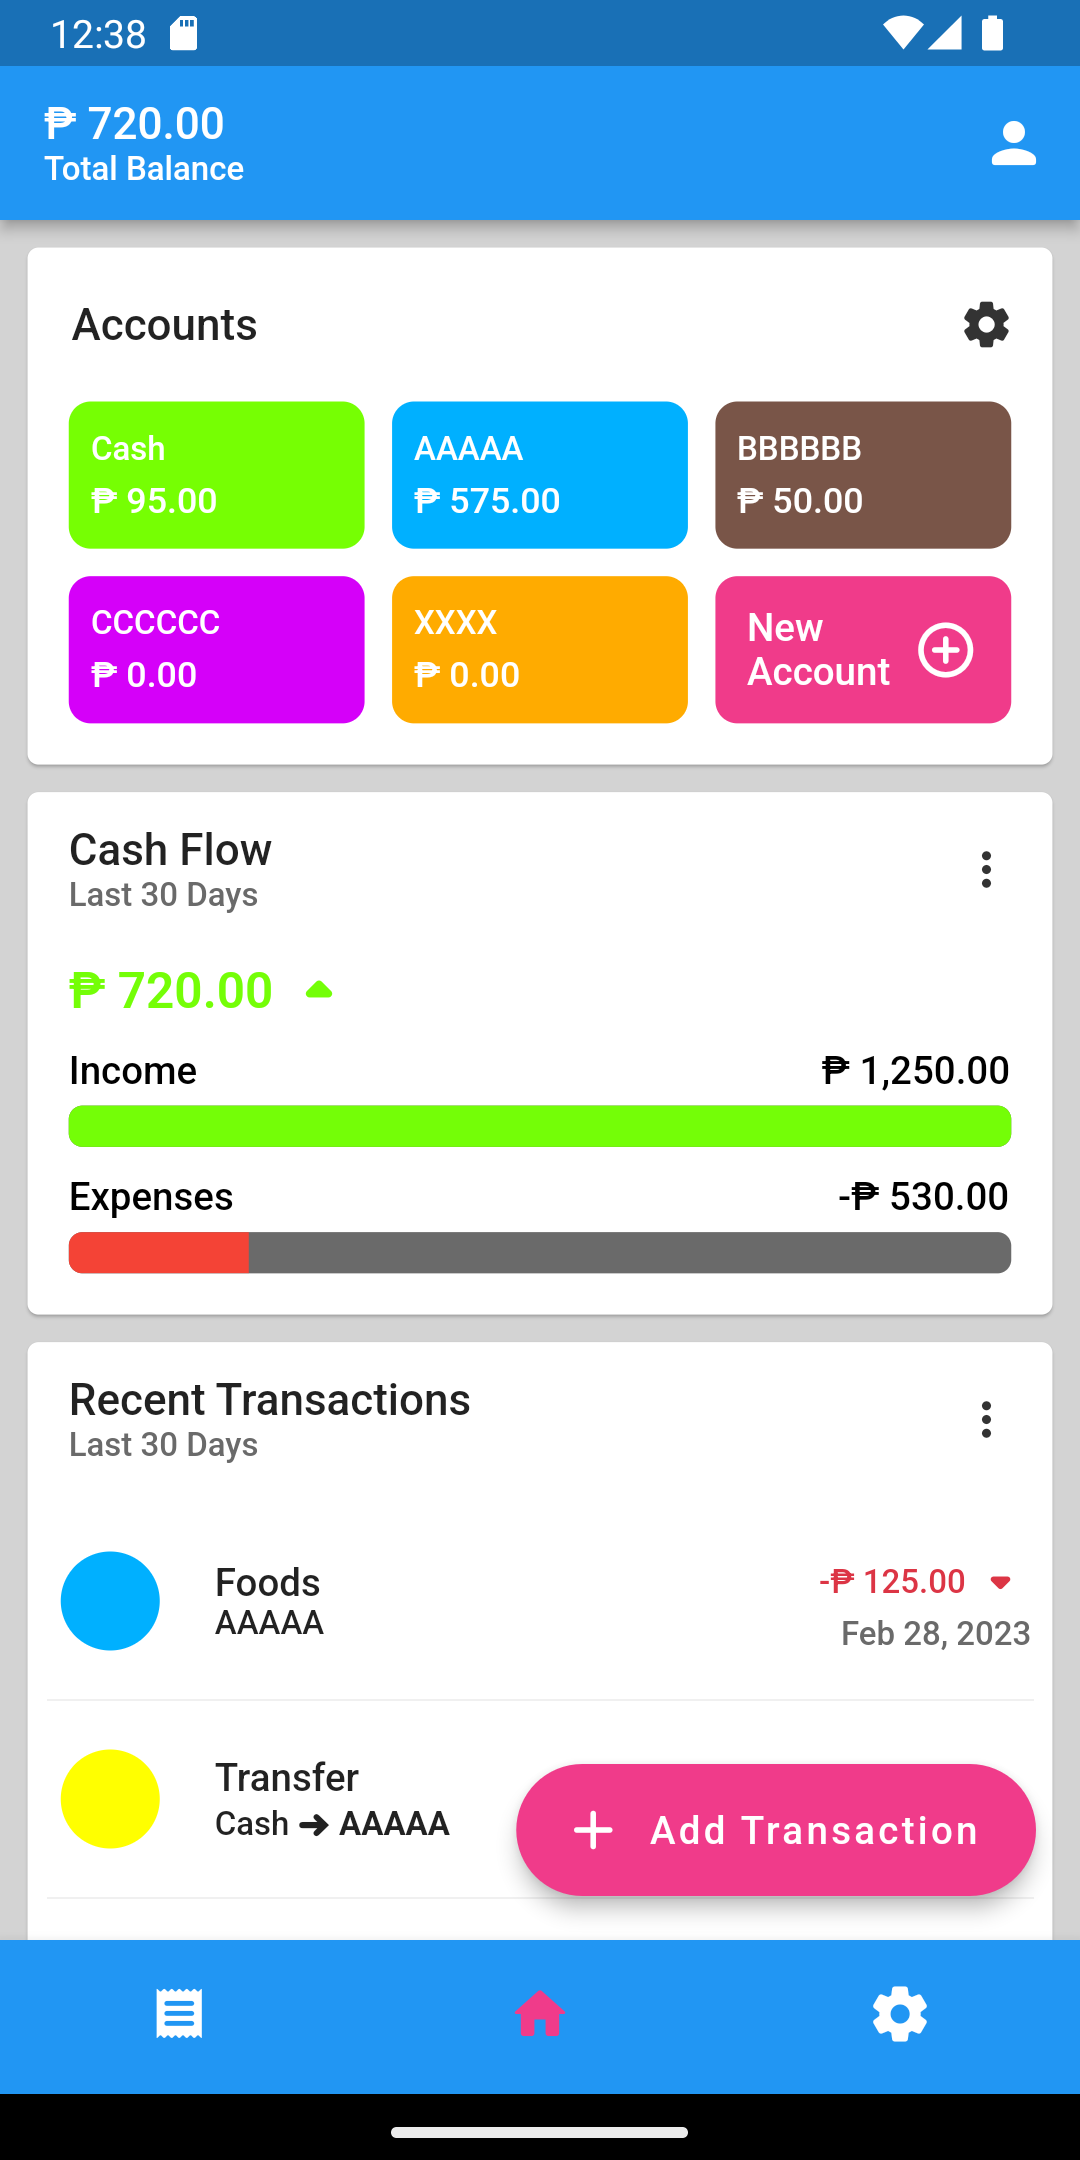 12:38
₱ 720.00
Total Balance
Accounts
Cash
₱ 95.00
AAAAA
₱ 575.00
BBBBBB
₱ 50.00
CCCCCC
₱ 0.00
XXXX
₱ 0.00
New
Account
Cash Flow
Last 30 Days
₱ 720.00
Income
₱ 1,250.00
Expenses
-₱ 530.00
Recent Transactions
Last 30 Days
Foods
AAAAA
-₱ 125.00
Feb 28, 2023
Transfer
Cash ➔ AAAAA
Add Transaction